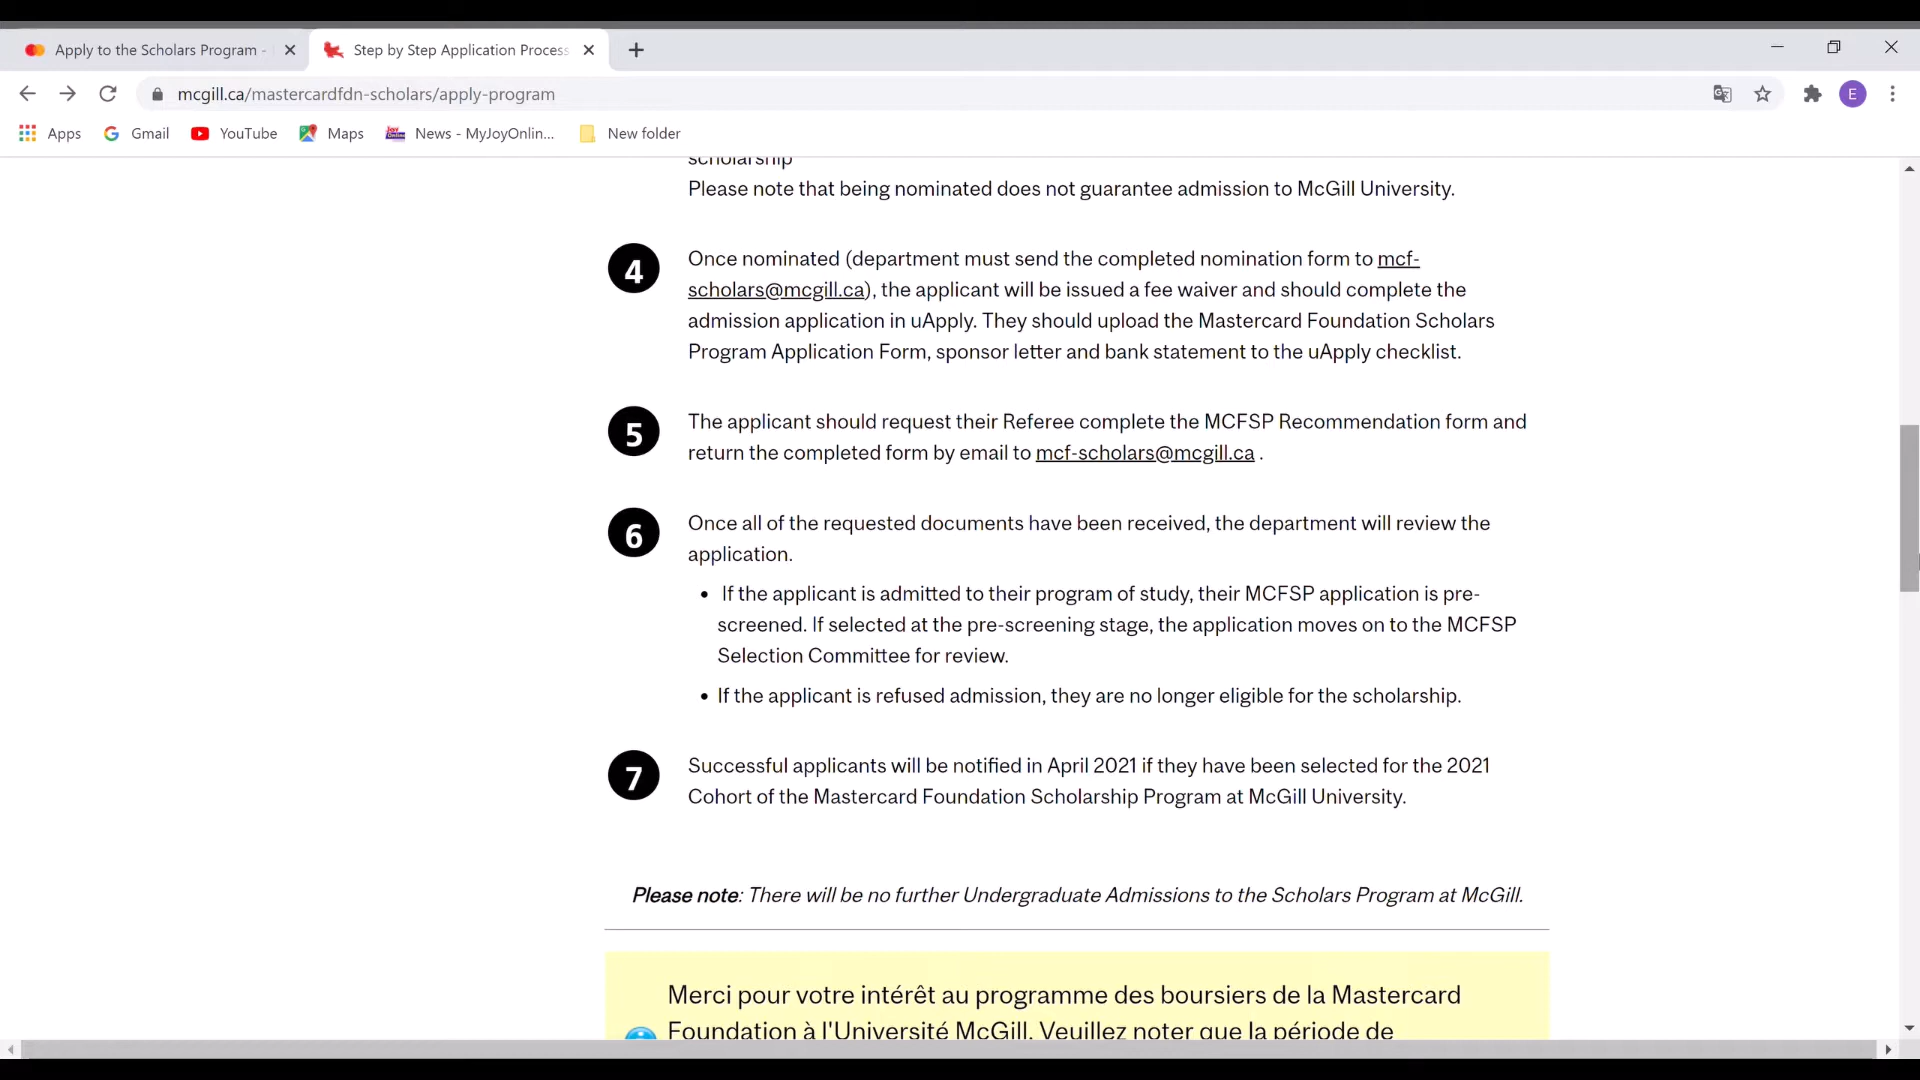 Apply to the Scholars Program -
Step by Step Application Process
mcgill.ca/mastercardfdn-scholars/apply-program
E
Apps
Gmail
YouTube
Maps
News - MyJoyOnlin...
New folder
scholarship
Please note that being nominated does not guarantee admission to McGill University.
4
Once nominated (department must send the completed nomination form to mcf-
scholars@mcgill.ca), the applicant will be issued a fee waiver and should complete the
admission application in uApply. They should upload the Mastercard Foundation Scholars
Program Application Form, sponsor letter and bank statement to the uApply checklist.
5
The applicant should request their Referee complete the MCFSP Recommendation form and
return the completed form by email to mcf-scholars@mcgill.ca .
6
Once all of the requested documents have been received, the department will review the
application.
• If the applicant is admitted to their program of study, their MCFSP application is pre-
screened. If selected at the pre-screening stage, the application moves on to the MCFSP
Selection Committee for review.
• If the applicant is refused admission, they are no longer eligible for the scholarship.
7
Successful applicants will be notified in April 2021 if they have been selected for the 2021
Cohort of the Mastercard Foundation Scholarship Program at McGill University.
Please note: There will be no further Undergraduate Admissions to the Scholars Program at McGill.
Merci pour votre intérêt au programme des boursiers de la Mastercard
Foundation à l'Université McGill. Veuillez noter que la période de